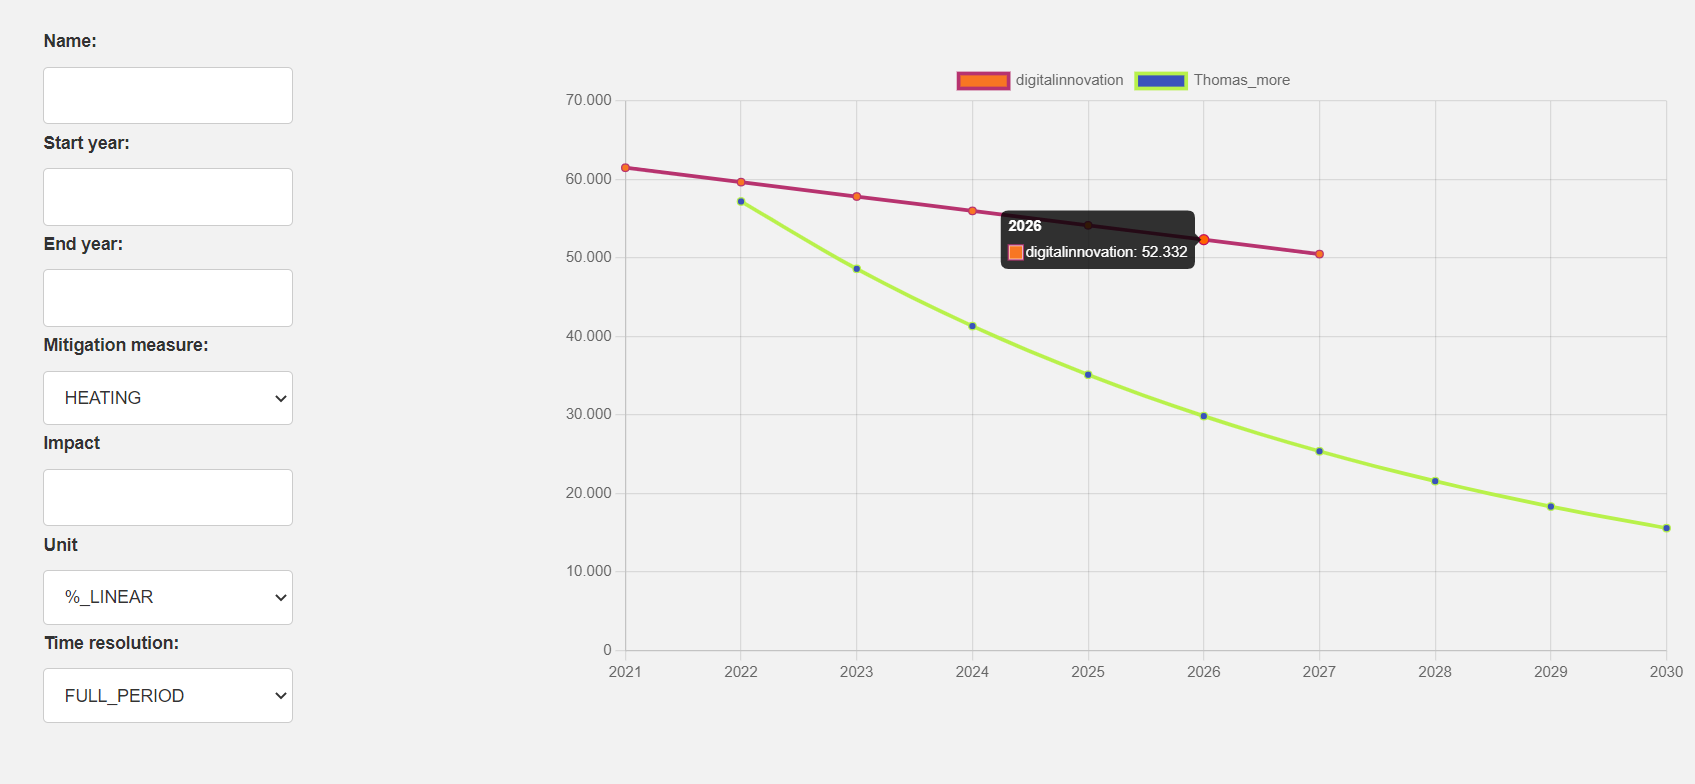 Name:
Start year:
End year:
Mitigation measure:
HEATING
Impact
Unit
%_LINEAR
Time resolution:
FULL_PERIOD
digitalinnovation
Thomas_more
70.000
60.000
50.000
40.000
30.000
20.000
10.000
0
2026
digitalinnovation: 52.332
2021 2022 2023 2024 2025 2026 2027 2028 2029 2030